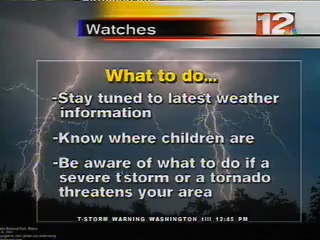 Watches
12
What to do...
-Stay tuned to latest weather
information
-Know where children are
-Be aware of what to do if a
severe t'storm or a tornado
threatens your area
T-STORM WARNING WASHINGTON till 12:45 PM